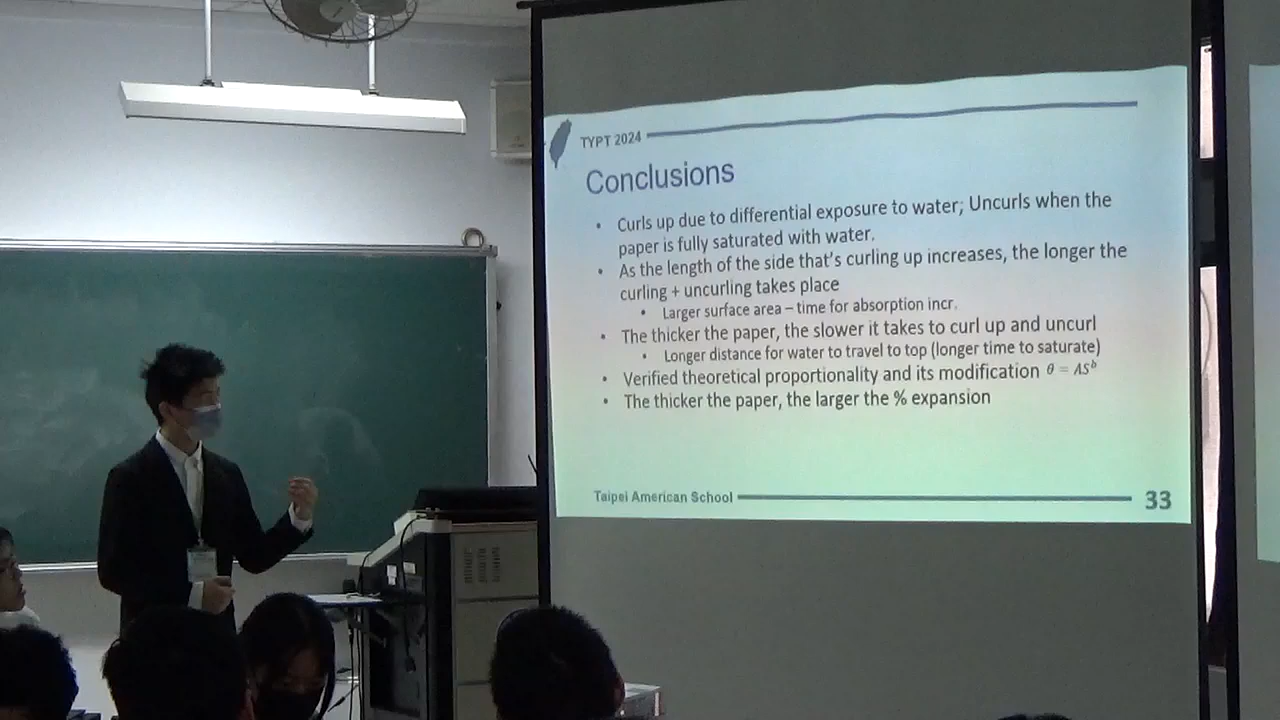 TYPT 2024
Conclusions
• Curls up due to differential exposure to water; Uncurls when the
paper is fully saturated with water.
• As the length of the side that's curling up increases, the longer the
curling + uncurling takes place
• Larger surface area – time for absorption incr.
• The thicker the paper, the slower it takes to curl up and uncurl
• Longer distance for water to travel to top (longer time to saturate)
• Verified theoretical proportionality and its modification θ = ΛS^b
• The thicker the paper, the larger the % expansion
Taipei American School
33